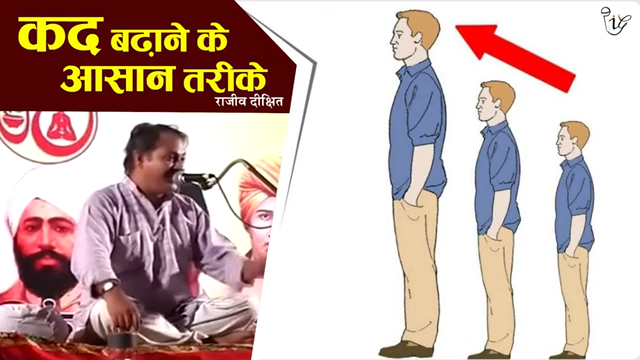 कद बढ़ाने के
आसान तरीके
राजीव दीक्षित